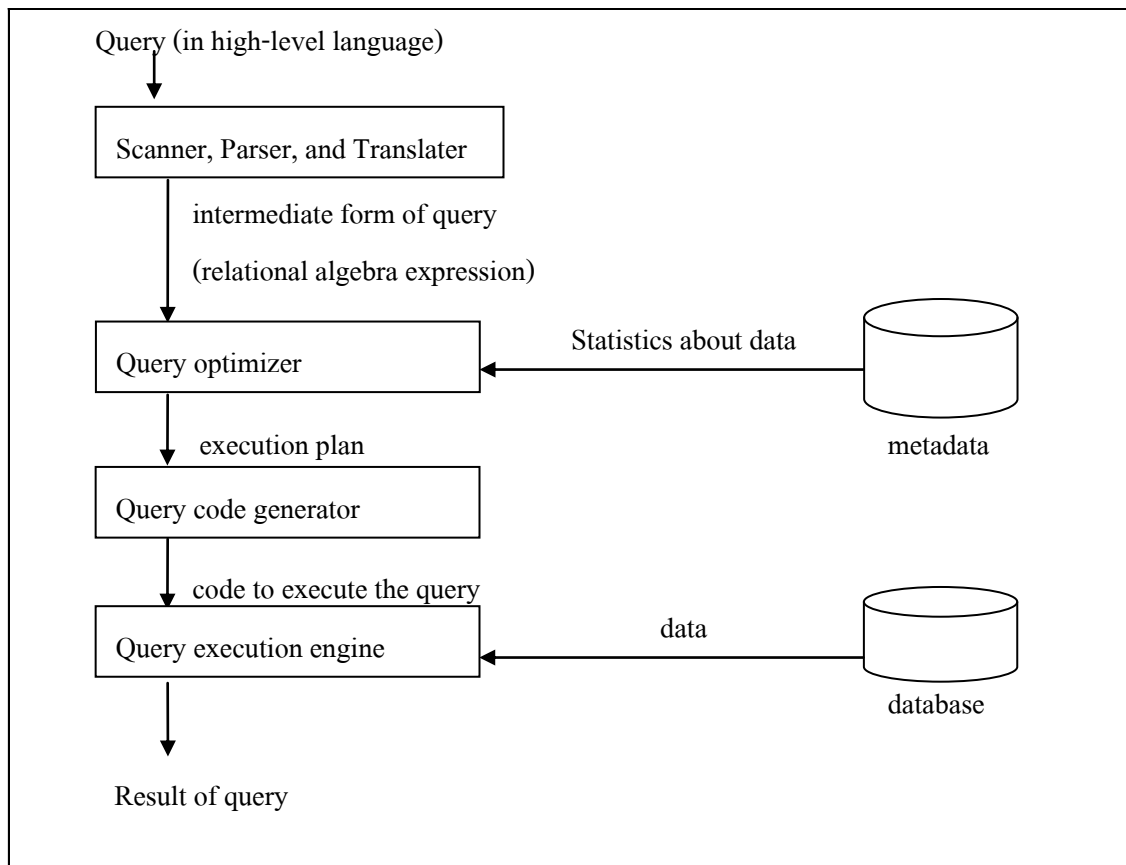 Query (in high-level language)
Scanner, Parser, and Translater
intermediate form of query
(relational algebra expression)
Statistics about data
Query optimizer
execution plan
metadata
Query code generator
code to execute the query
data
Query execution engine
database
Result of query